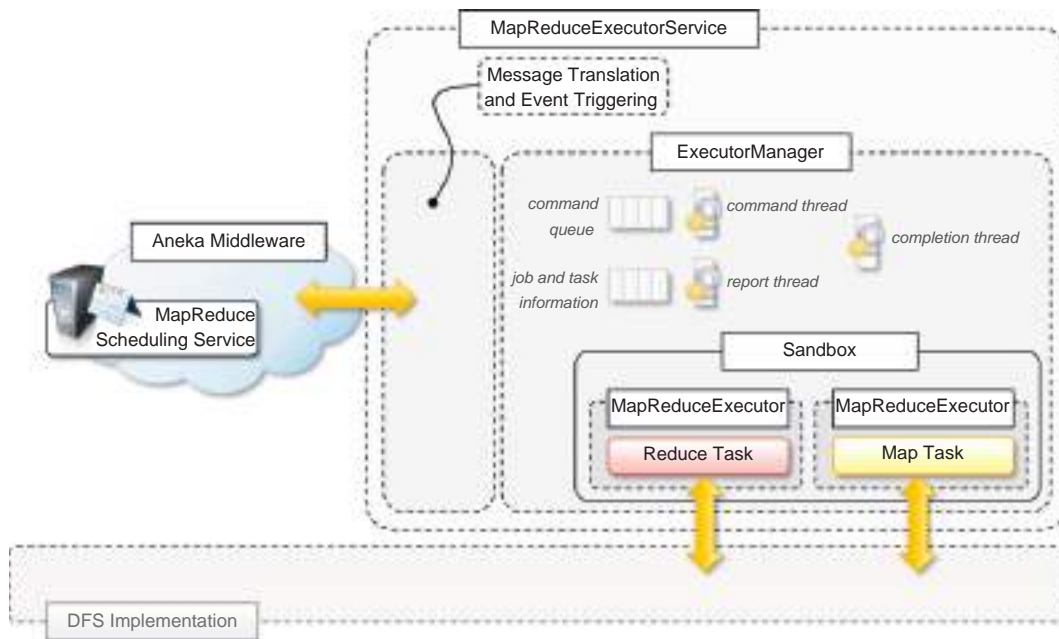 MapReduceExecutorService
Message Translation
and Event Triggering
ExecutorManager
command
queue
command thread
completion thread
job and task
information
report thread
Aneka Middleware
MapReduce
Scheduling Service
Sandbox
MapReduceExecutor
MapReduceExecutor
Reduce Task
Map Task
DFS Implementation